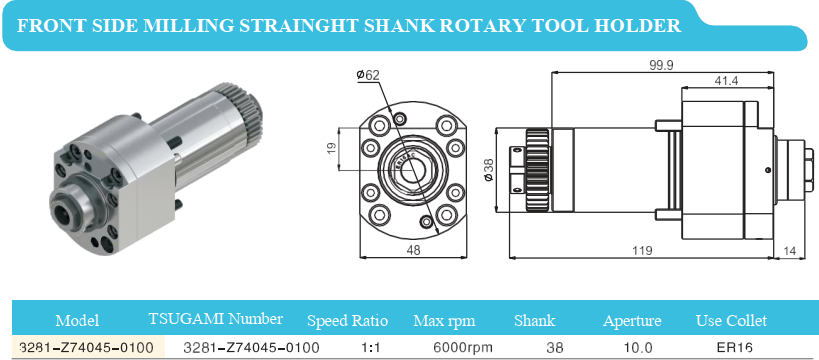 FRONT SIDE MILLING STRAINGHT SHANK ROTARY TOOL HOLDER
99.9
41.4
ø62
19
ø38
48
119
14
Model TSUGAMI Number Speed Ratio Max rpm Shank Aperture Use Collet
3281-Z74045-0100 3281-Z74045-0100 1:1 6000rpm 38 10.0 ER16